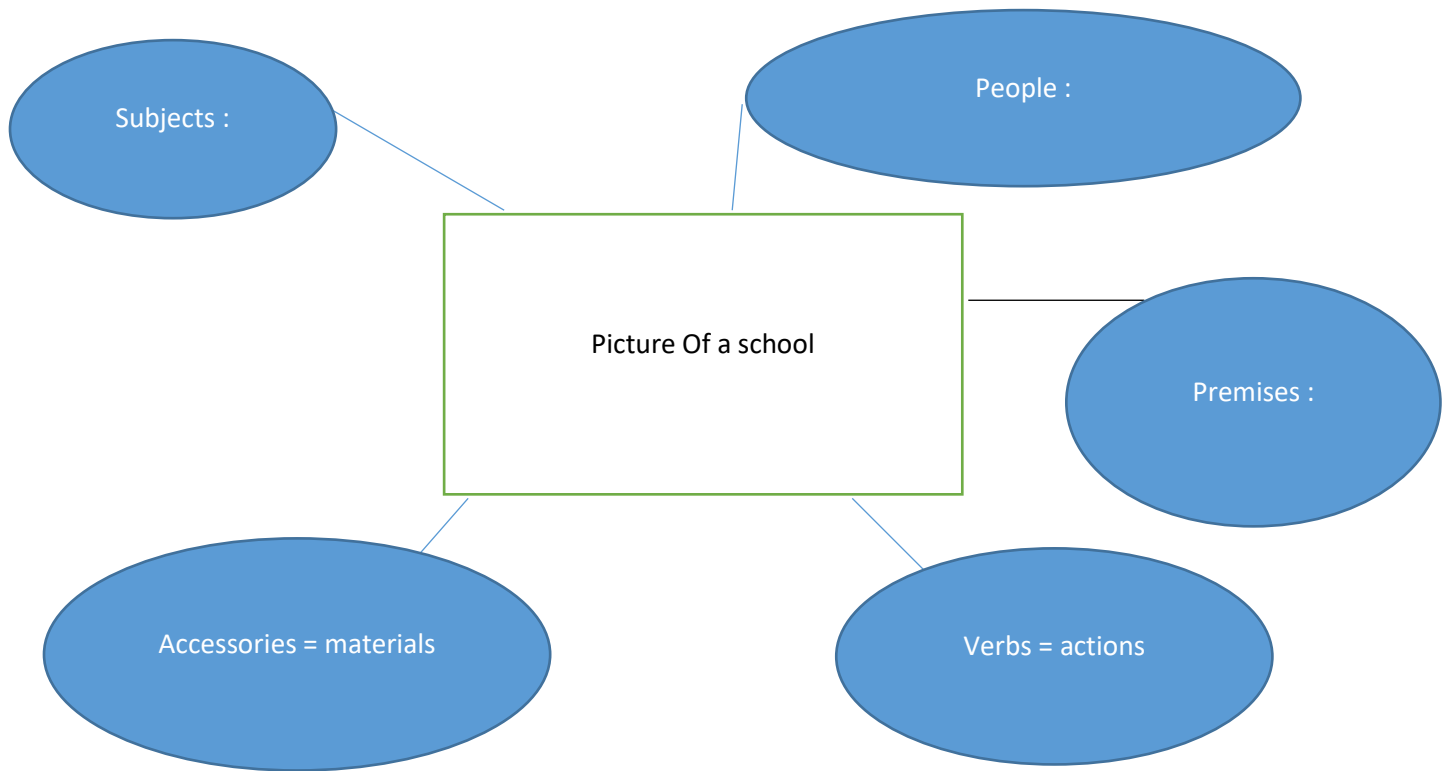 People :
Subjects :
Picture Of a school
Premises :
Accessories = materials
Verbs = actions